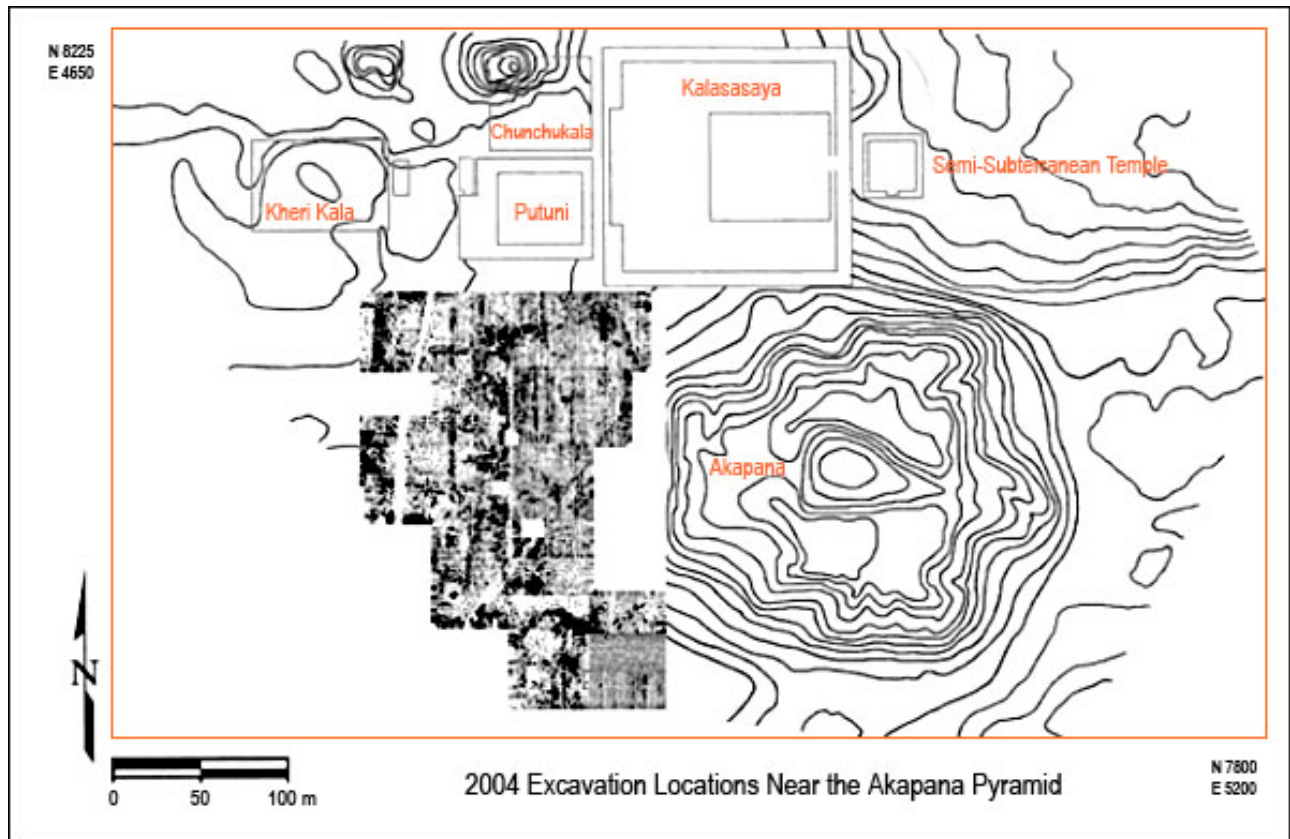 N 8225
E 4650
Kalasasaya
Chunchukala
Semi-Subterranean Temple
Kheri Kala
Putuni
Akapana
N
0 50 100 m
2004 Excavation Locations Near the Akapana Pyramid
N 7800
E 5200